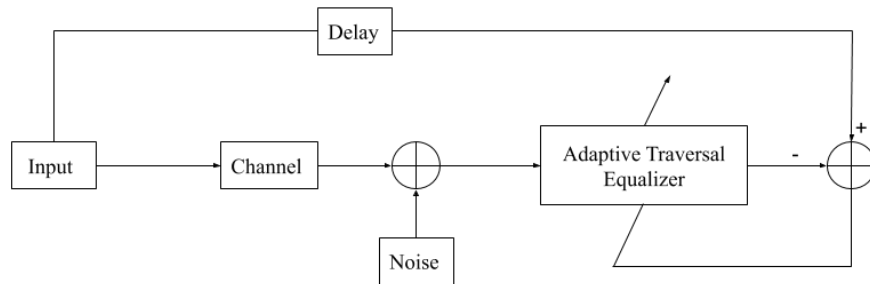 Delay
+
Input
Channel
Adaptive Traversal
Equalizer
-
Noise